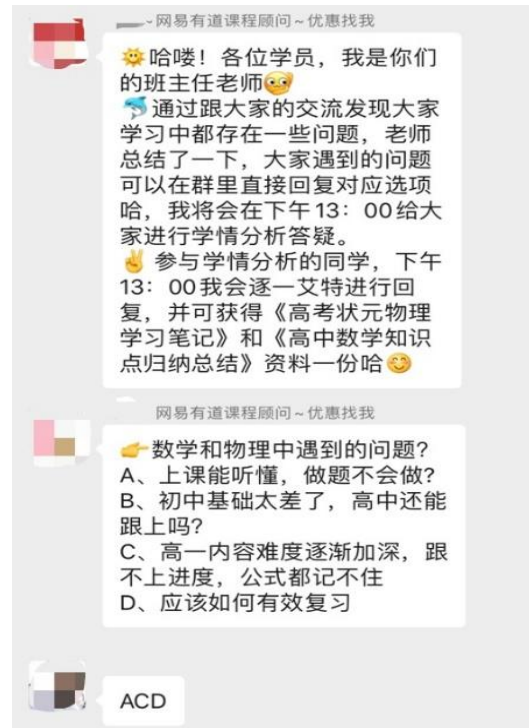 ~网易有道课程顾问~优惠找我
哈喽！各位学员，我是你们
的班主任老师
通过跟大家的交流发现大家
学习中都存在一些问题，老师
总结了一下，大家遇到的问题
可以在群里直接回复对应选项
哈，我将会在下午13：00给大
家进行学情分析答疑。
参与学情分析的同学，下午
13：00我会逐一艾特进行回
复，并可获得《高考状元物理
学习笔记》和《高中数学知识
点归纳总结》资料一份哈
网易有道课程顾问~优惠找我
数学和物理中遇到的问题?
A、上课能听懂，做题不会做?
B、初中基础太差了，高中还能
跟上吗?
C、高一内容难度逐渐加深，跟
不上进度，公式都记不住
D、应该如何有效复习
ACD